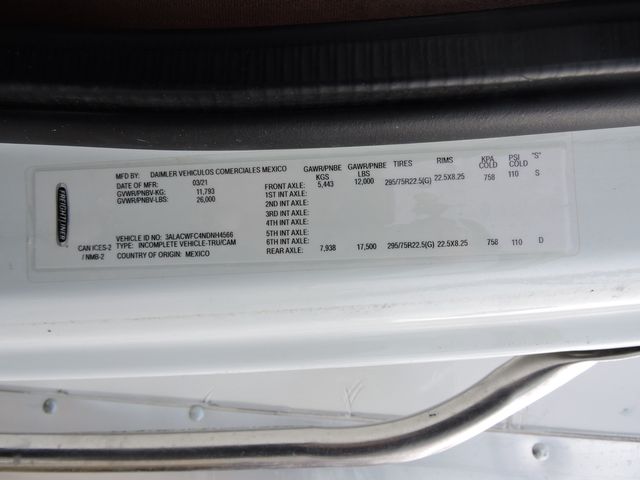 FREIGHTLINER
MFD BY: DAIMLER VEHICULOS COMERCIALES MEXICO
DATE OF MFR: 03/21
GVWR/PNBV-KG: 11,793
GVWR/PNBV-LBS: 26,000
VEHICLE ID: 3ALACWFC4NDNH4566
TYPE: INCOMPLETE VEHICLE-TRU/CAM
COUNTRY OF ORIGIN: MEXICO
CAN ICES-2
/ NMB-2
GAWR/PNBE KGS GAWR/PNBE LBS TIRES RIMS KPA COLD PSI COLD "S"
FRONT AXLE: 5,443 12,000 295/75R22.5(G) 22.5X8.25 758 110 S
1ST INT AXLE:
2ND INT AXLE:
3RD INT AXLE:
4TH INT AXLE:
5TH INT AXLE:
6TH INT AXLE:
REAR AXLE: 7,938 17,500 295/75R22.5(G) 22.5X8.25 758 110 D